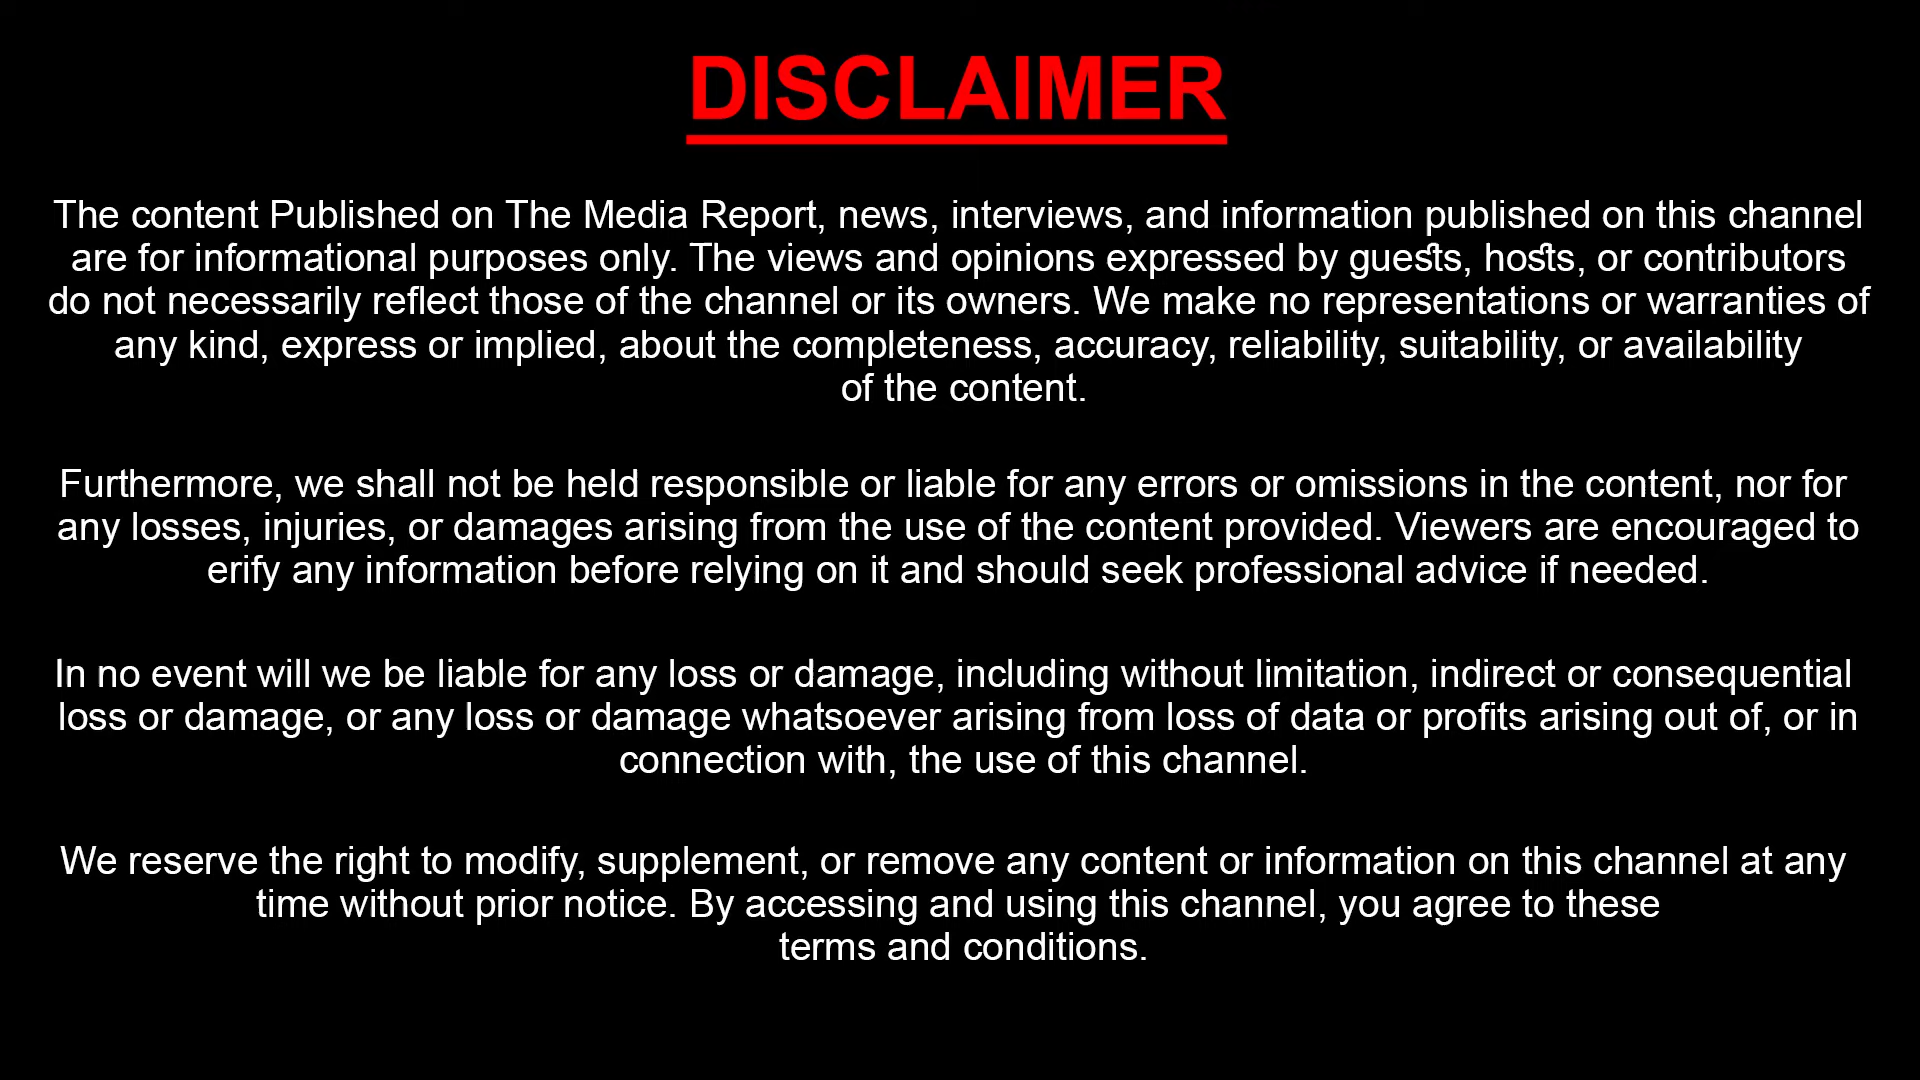 DISCLAIMER
The content Published on The Media Report, news, interviews, and information published on this channel
are for informational purposes only. The views and opinions expressed by guests, hosts, or contributors
do not necessarily reflect those of the channel or its owners. We make no representations or warranties of
any kind, express or implied, about the completeness, accuracy, reliability, suitability, or availability
of the content.
Furthermore, we shall not be held responsible or liable for any errors or omissions in the content, nor for
any losses, injuries, or damages arising from the use of the content provided. Viewers are encouraged to
erify any information before relying on it and should seek professional advice if needed.
In no event will we be liable for any loss or damage, including without limitation, indirect or consequential
loss or damage, or any loss or damage whatsoever arising from loss of data or profits arising out of, or in
connection with, the use of this channel.
We reserve the right to modify, supplement, or remove any content or information on this channel at any
time without prior notice. By accessing and using this channel, you agree to these
terms and conditions.